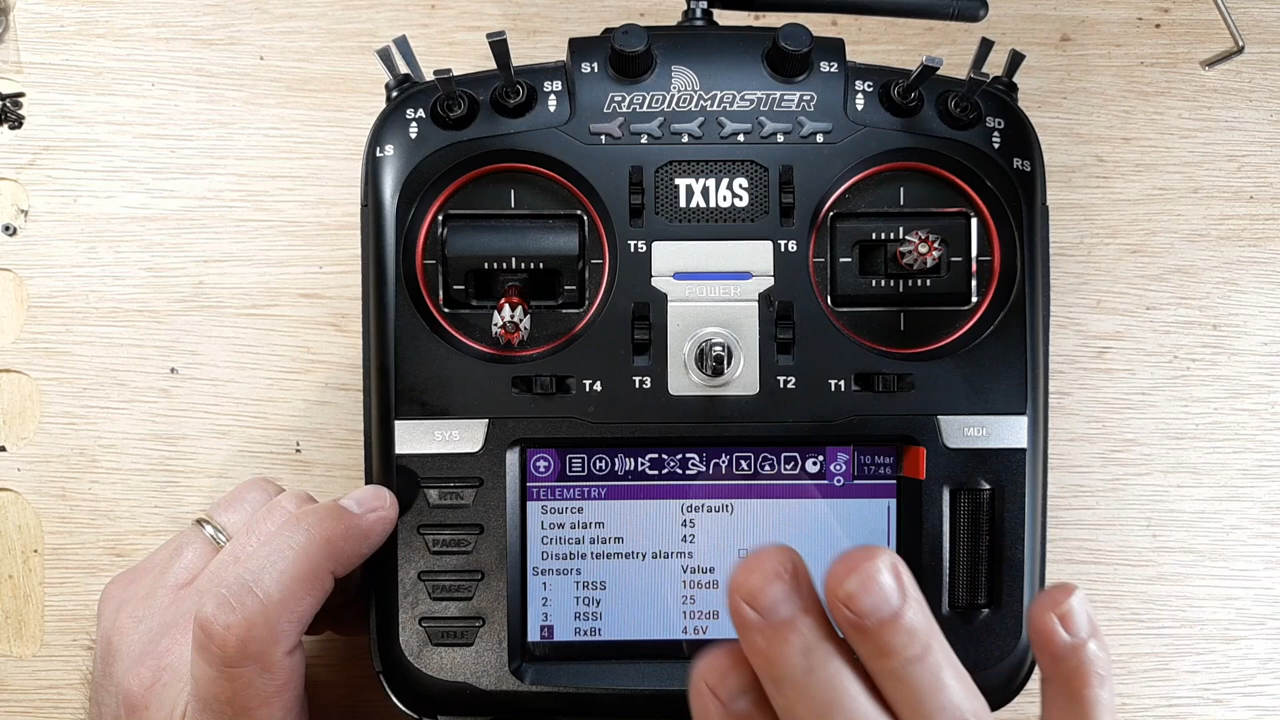 S1
S2
SB
SC
RADIOMASTER
SA
SD
1 2 3 4 5 6
LS
RS
TX16S
T5
T6
POWER
T3
T2
T4
T1
SYS
MDL
10 Mar
17:46
RTN
TELEMETRY
Source (default)
Low alarm 45
Critical alarm 42
PAGE>
Disable telemetry alarms
Sensors Value
1: TRSS 106dB
PAGE<
2: TQly 25
3: RSSI 102dB
TELE
4: RxBt 4.6V